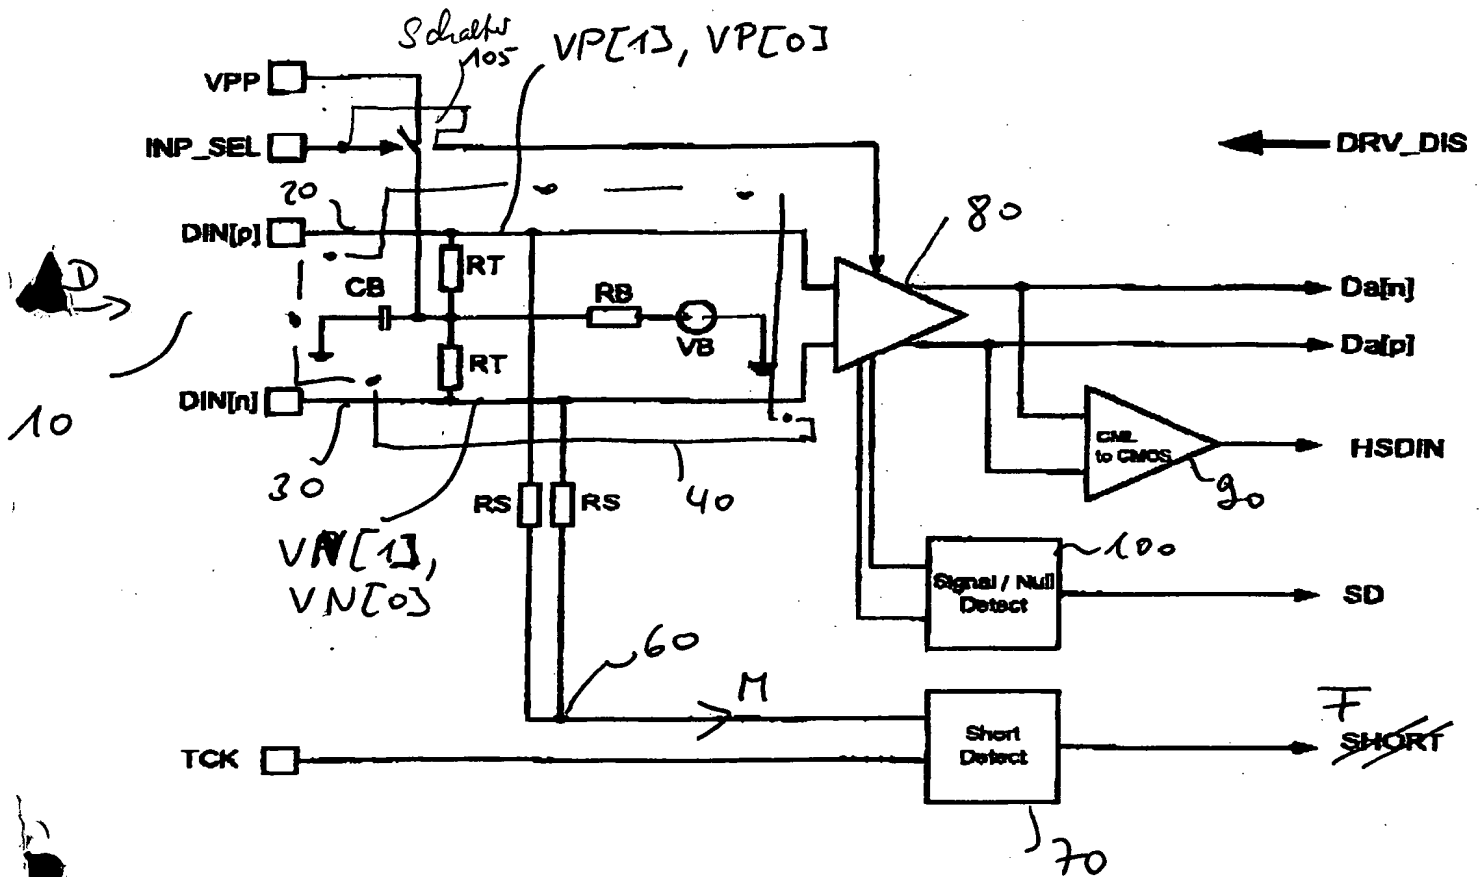 Schalter
105
VP[1], VP[0]
VPP
INP_SEL
DRV_DIS
20
DIN[p]
80
D
RT
CB
RB
Da[n]
VB
RT
Da[p]
DIN[n]
10
CML
to CMOS
HSDIN
90
30
RS
RS
40
VN[1],
VN[0]
100
Signal / Null
Detect
SD
60
M
F
Short
Detect
SHORT
TCK
70